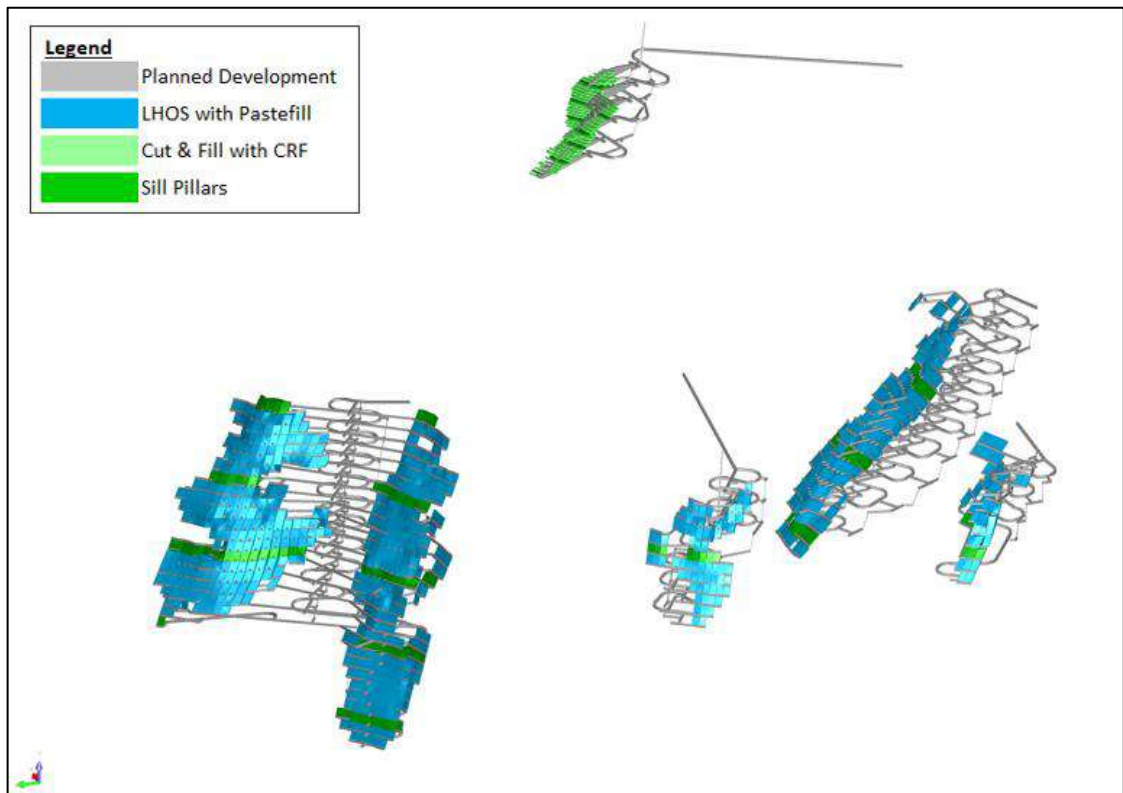 Legend
Planned Development
LHOS with Pastefill
Cut & Fill with CRF
Sill Pillars